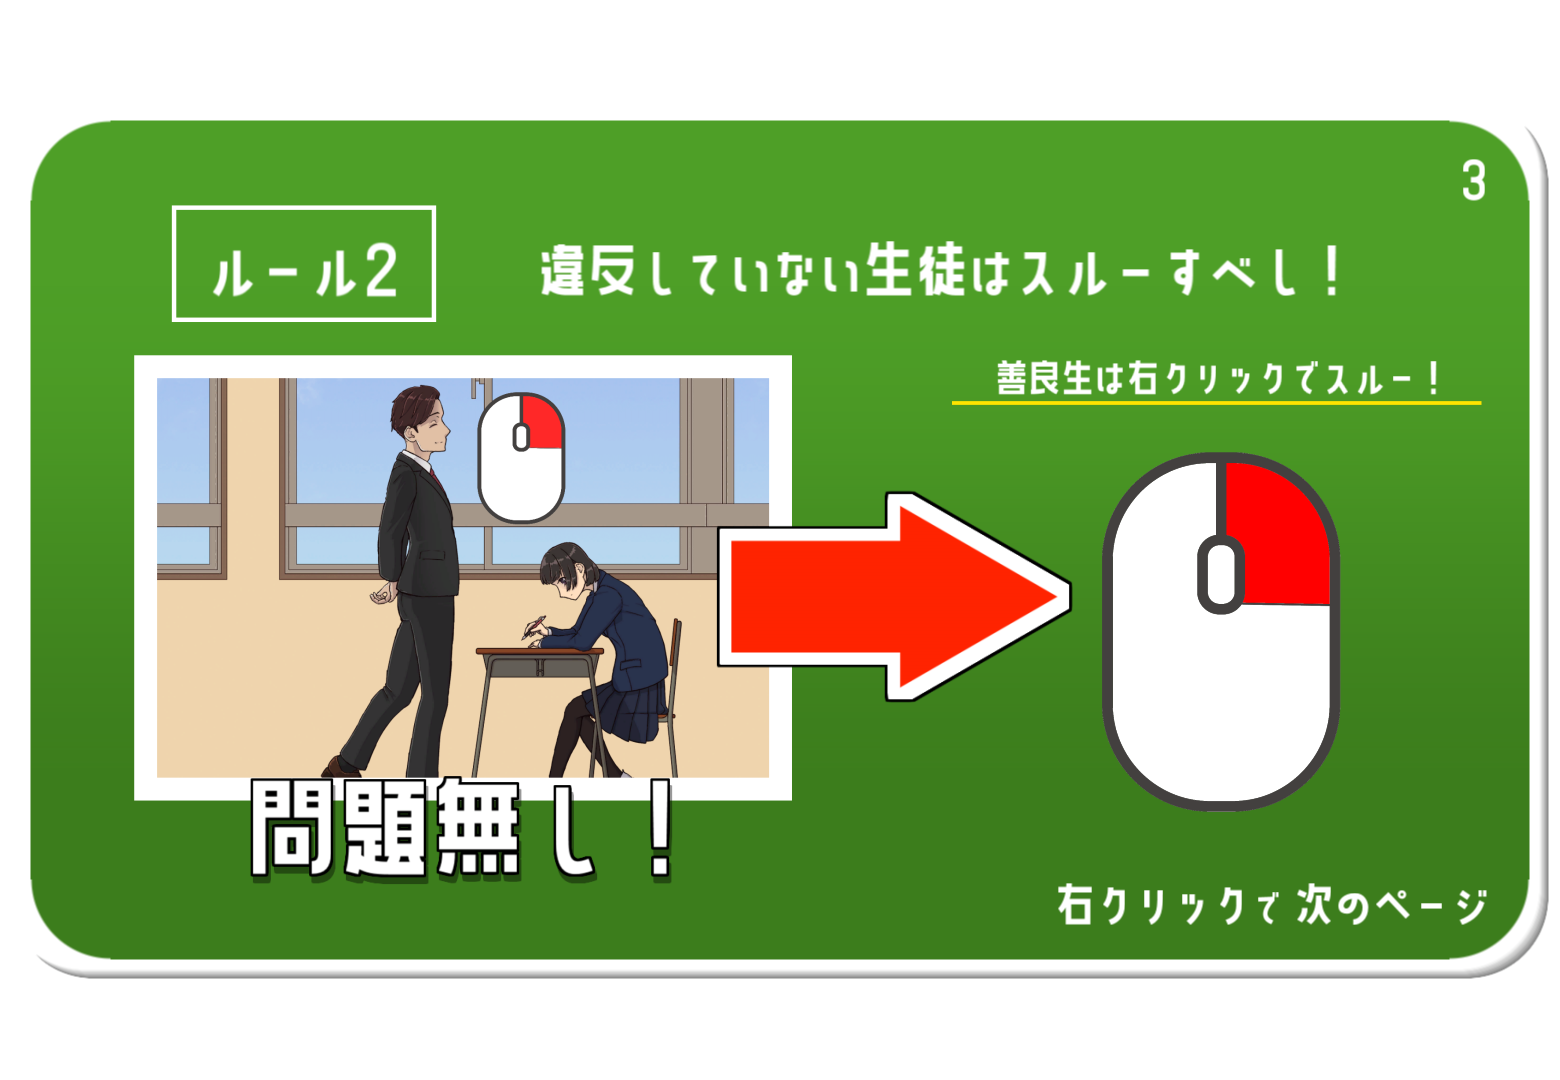 3
ルール2
違反していない生徒はスルーすべし！
善良生は右クリックでスルー！
問題無し！
右クリックで 次のページ